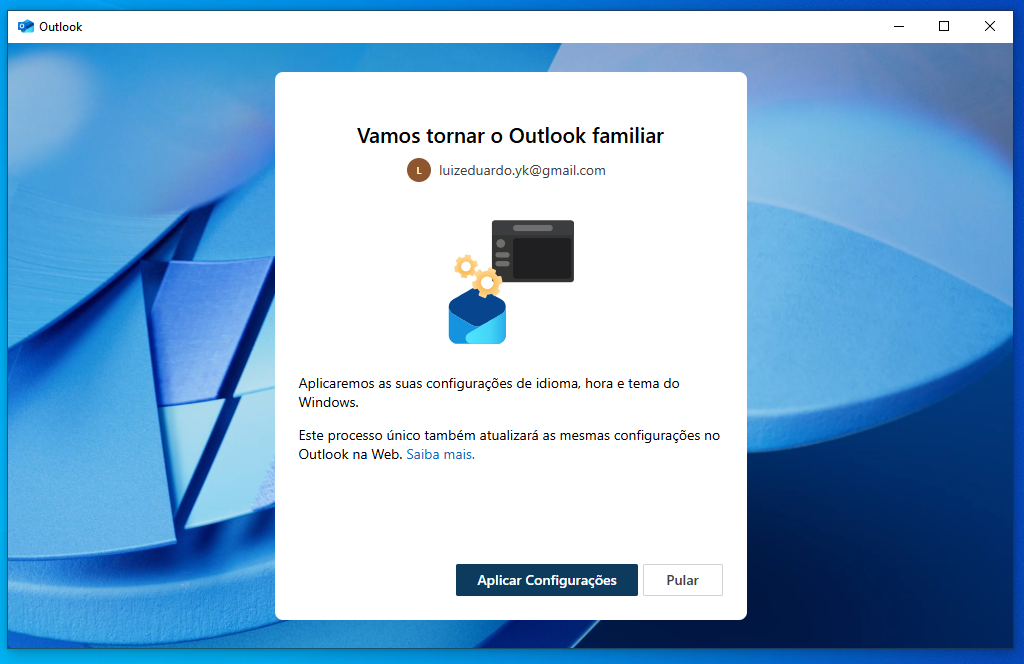 Outlook
Vamos tornar o Outlook familiar
L
luizeduardo.yk@gmail.com
Aplicaremos as suas configurações de idioma, hora e tema do
Windows.
Este processo único também atualizará as mesmas configurações no
Outlook na Web. Saiba mais.
Aplicar Configurações
Pular